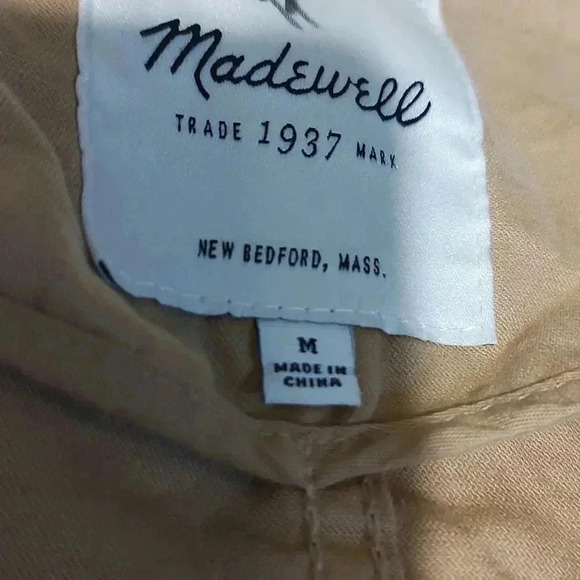 Madewell
TRADE 1937 MARK
NEW BEDFORD, MASS.
M
MADE IN
CHINA